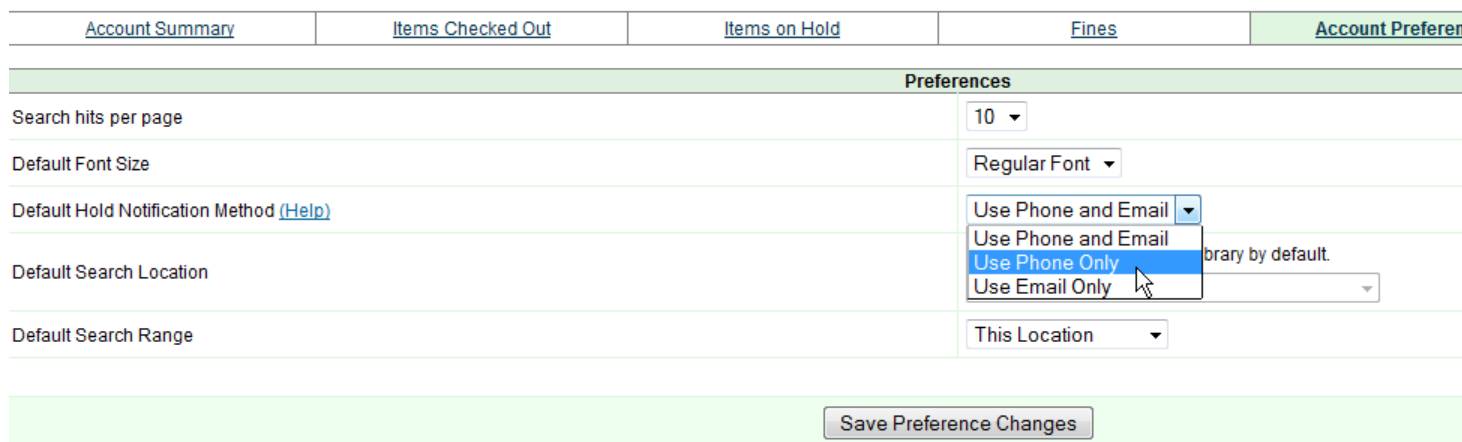 Account Summary Items Checked Out Items on Hold Fines Account Preferen
Preferences
Search hits per page 10
Default Font Size Regular Font
Default Hold Notification Method (Help) Use Phone and Email
Use Phone and Email
Use Phone Only
brary by default.
Default Search Location
Use Email Only
Default Search Range This Location
Save Preference Changes